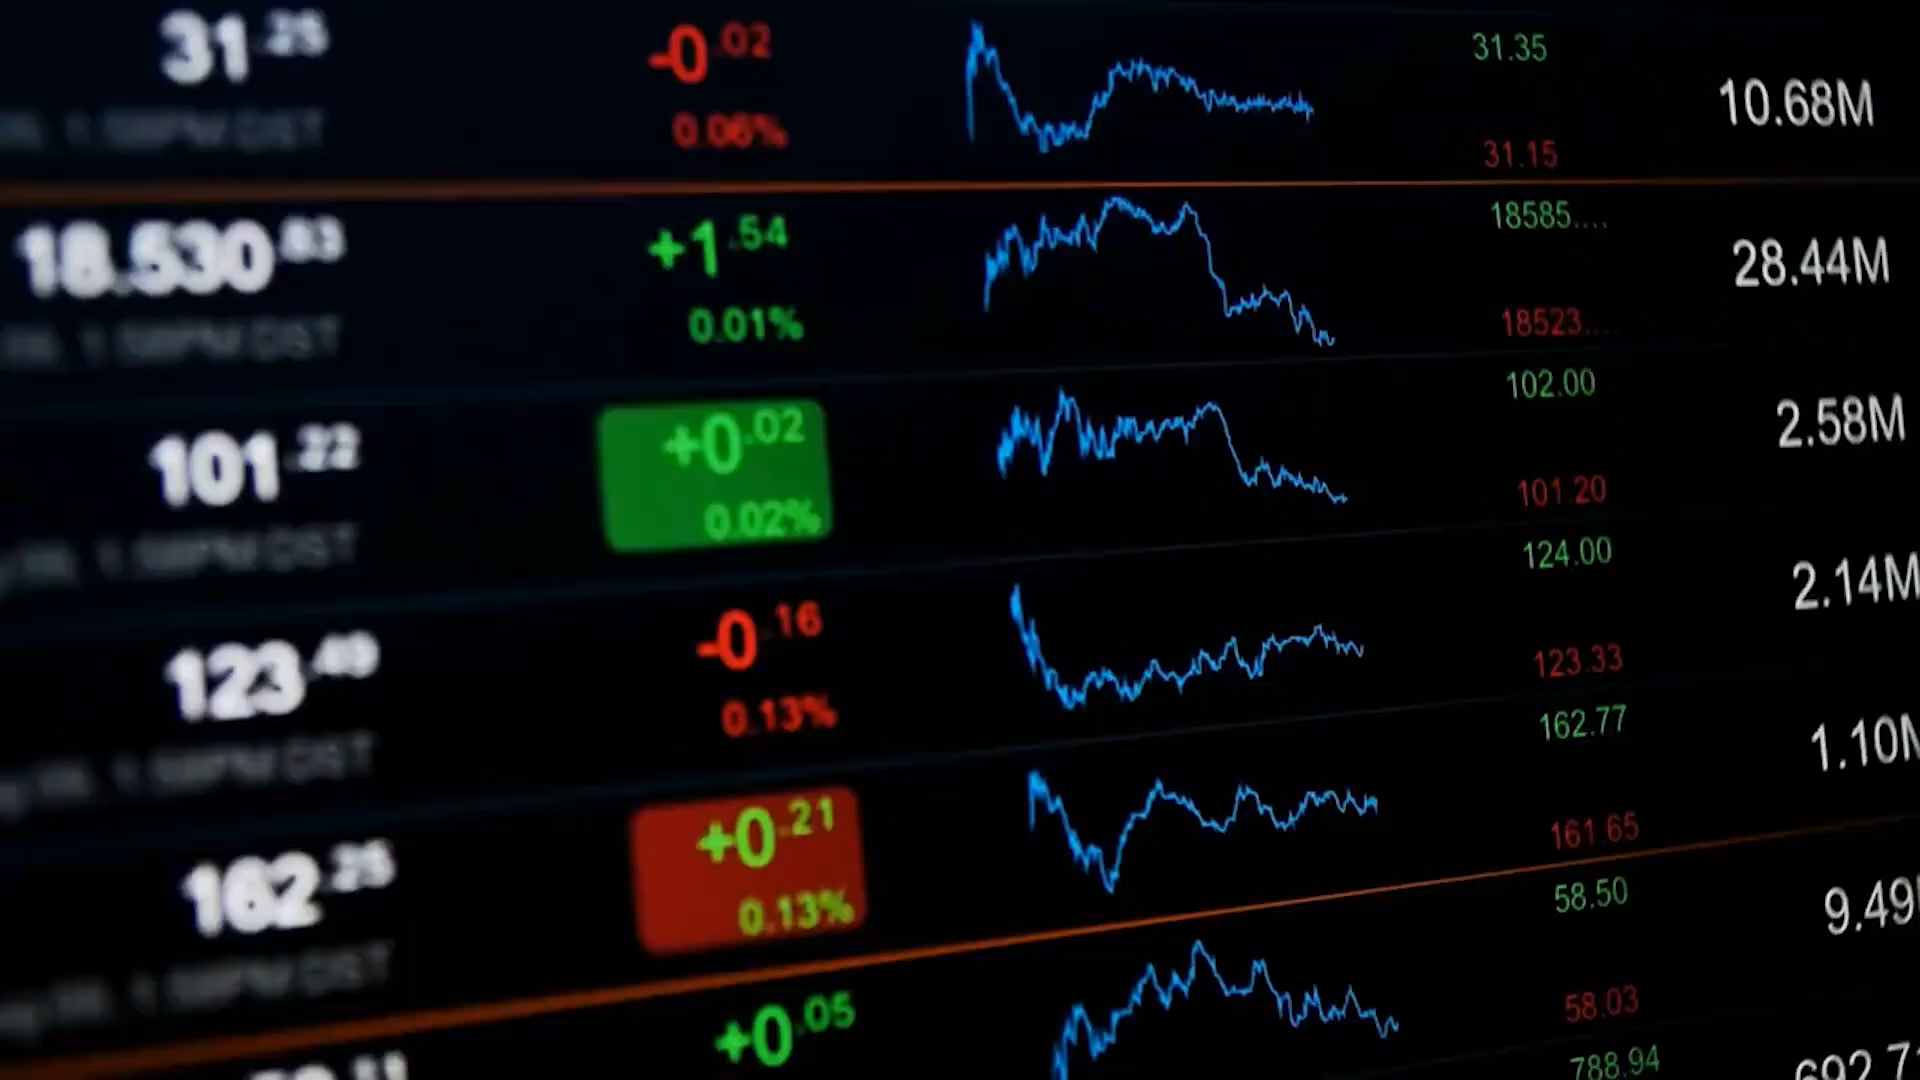 31.25 -0.02 31.35
10.68M
0.06% 31.15
18.530.83 +1.54 18585....
28.44M
0.01% 18523....
101.22 +0.02 102.00
2.58M
0.02% 101.20
123.49 -0.16 124.00
2.14M
0.13% 123.33
162.25 +0.21 162.77
1.10M
0.13% 161.65
+0.05 58.50
9.49
58.03
788.94